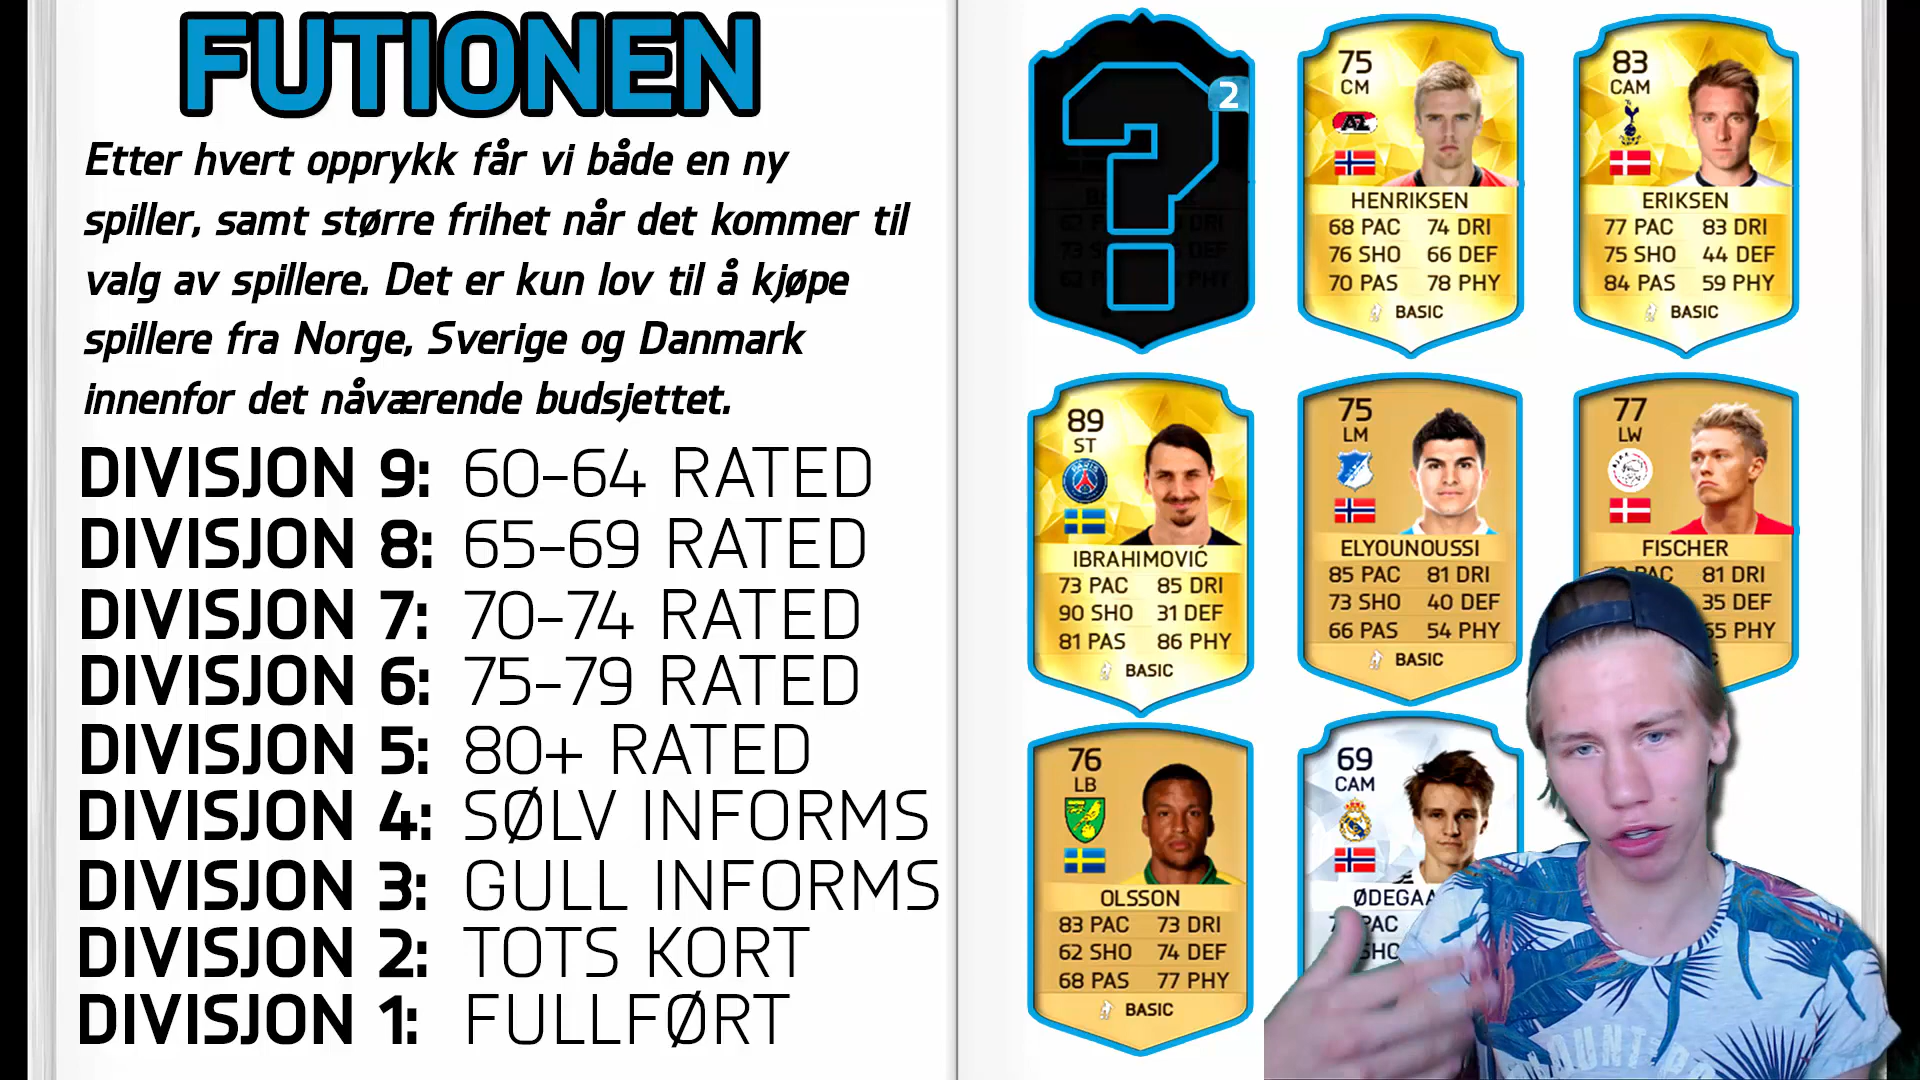 FUTIONEN
Etter hvert opprykk får vi både en ny
spiller, samt større frihet når det kommer til
valg av spillere. Det er kun lov til å kjøpe
spillere fra Norge, Sverige og Danmark
innenfor det nåværende budsjettet.
DIVISJON 9: 60-64 RATED
DIVISJON 8: 65-69 RATED
DIVISJON 7: 70-74 RATED
DIVISJON 6: 75-79 RATED
DIVISJON 5: 80+ RATED
DIVISJON 4: SØLV INFORMS
DIVISJON 3: GULL INFORMS
DIVISJON 2: TOTS KORT
DIVISJON 1: FULLFØRT
?
2
75
CM
AZ
HENRIKSEN
68 PAC 74 DRI
76 SHO 66 DEF
70 PAS 78 PHY
BASIC
83
CAM
ERIKSEN
77 PAC 83 DRI
75 SHO 44 DEF
84 PAS 59 PHY
BASIC
89
ST
PARIS
IBRAHIMOVIĆ
73 PAC 85 DRI
90 SHO 31 DEF
81 PAS 86 PHY
BASIC
75
LM
ELYOUNOUSSI
85 PAC 81 DRI
73 SHO 40 DEF
66 PAS 54 PHY
BASIC
77
LW
AJAX
FISCHER
PAC 81 DRI
35 DEF
PHY
76
LB
OLSSON
83 PAC 73 DRI
62 SHO 74 DEF
68 PAS 77 PHY
BASIC
69
CAM
ØDEGAA
PAC
SHO